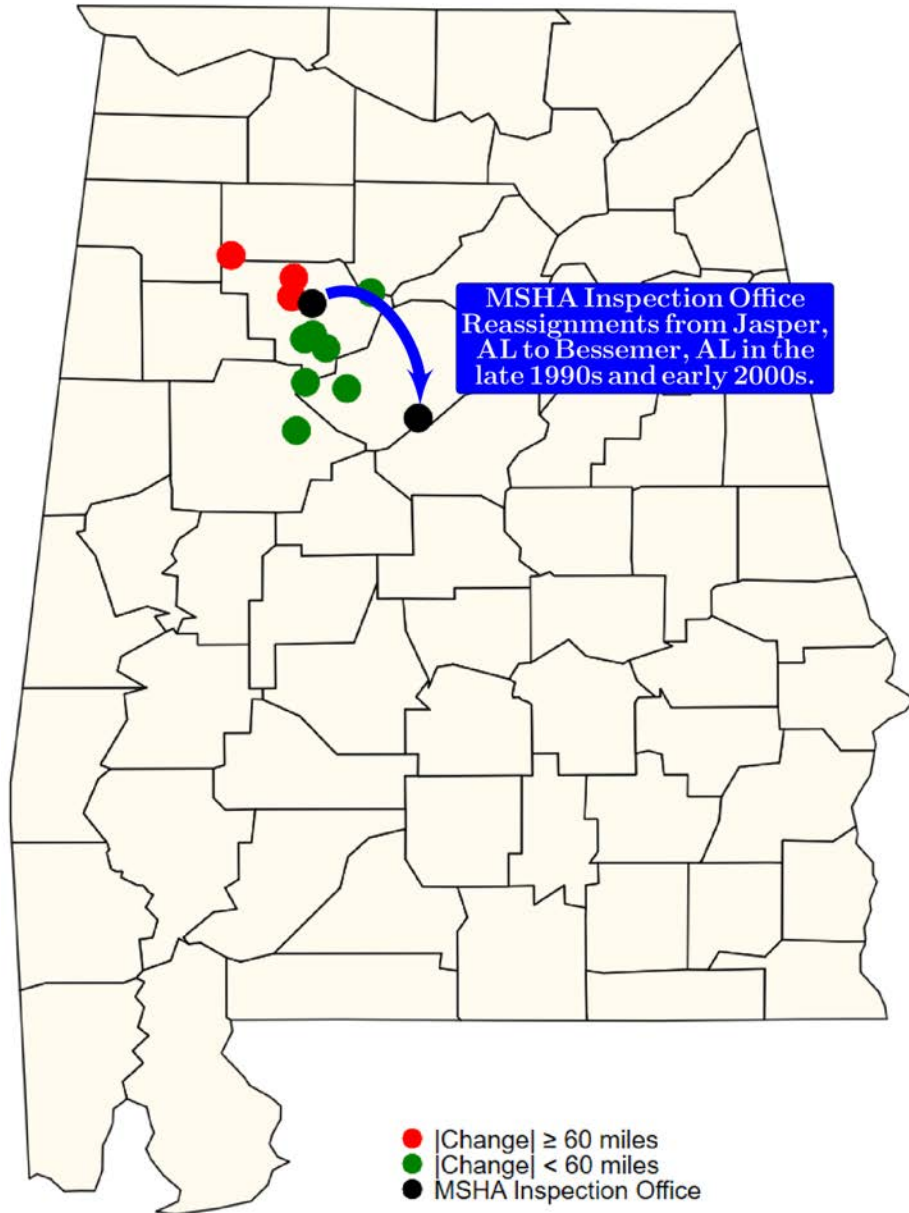 MSHA Inspection Office
Reassignments from Jasper,
AL to Bessemer, AL in the
late 1990s and early 2000s.
|Change| ≥ 60 miles
|Change| < 60 miles
MSHA Inspection Office